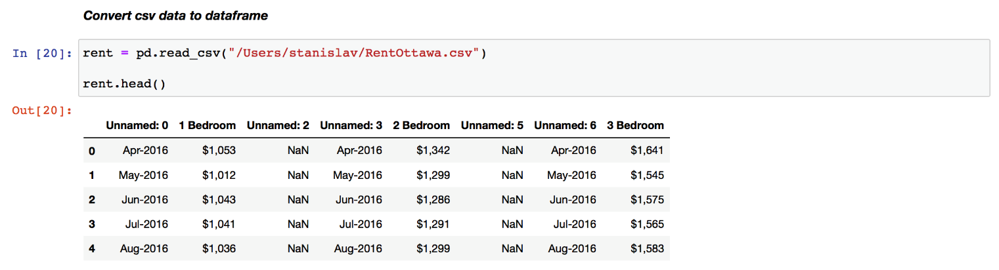 Convert csv data to dataframe
In [20]: rent = pd.read_csv("/Users/stanislav/RentOttawa.csv")
rent.head()
Out[20]:
Unnamed: 0 1 Bedroom Unnamed: 2 Unnamed: 3 2 Bedroom Unnamed: 5 Unnamed: 6 3 Bedroom
0 Apr-2016 $1,053 NaN Apr-2016 $1,342 NaN Apr-2016 $1,641
1 May-2016 $1,012 NaN May-2016 $1,299 NaN May-2016 $1,545
2 Jun-2016 $1,043 NaN Jun-2016 $1,286 NaN Jun-2016 $1,575
3 Jul-2016 $1,041 NaN Jul-2016 $1,291 NaN Jul-2016 $1,565
4 Aug-2016 $1,036 NaN Aug-2016 $1,299 NaN Aug-2016 $1,583